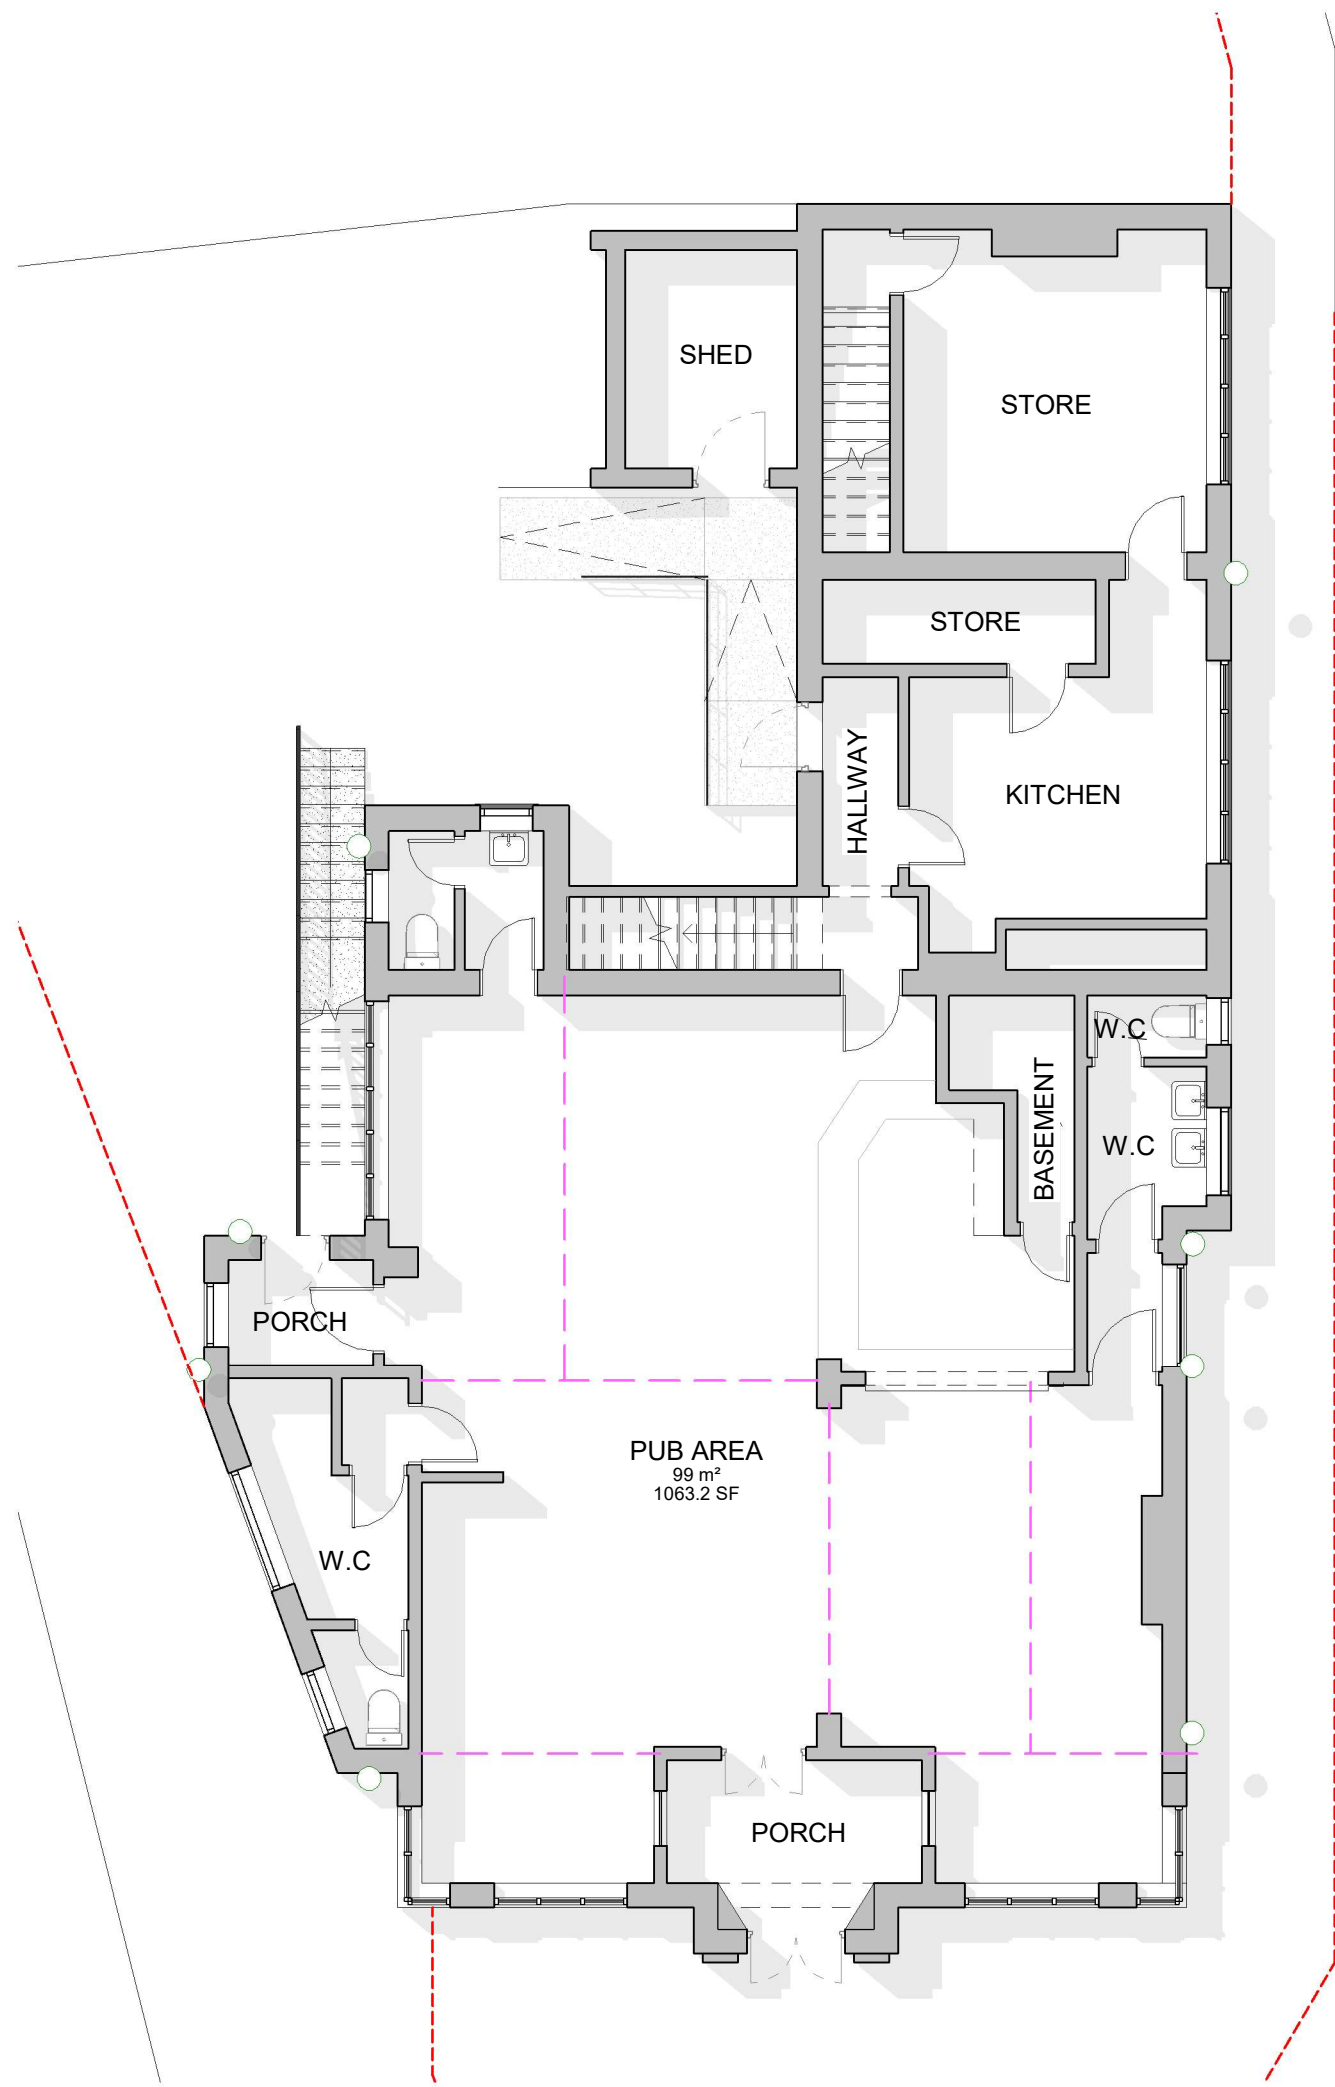 SHED
STORE
STORE
HALLWAY
KITCHEN
W.C
BASEMENT
W.C
PORCH
PUB AREA
99 m²
1063.2 SF
W.C
PORCH